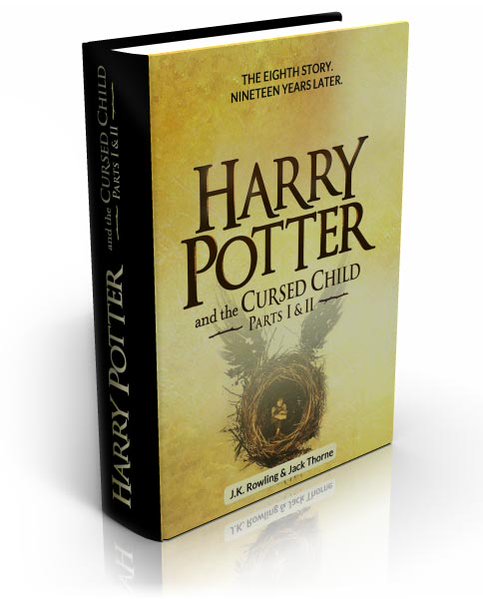 THE EIGHTH STORY.
NINETEEN YEARS LATER.
HARRY
POTTER
and the CURSED CHILD
PARTS I & II
J.K. Rowling & Jack Thorne
HARRY POTTER
and the CURSED CHILD
PARTS I & II